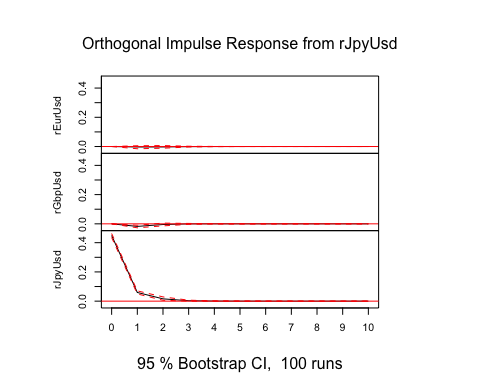 Orthogonal Impulse Response from rJpyUsd
rEurUsd
0.0 0.2 0.4
rGbpUsd
0.0 0.2 0.4
rJpyUsd
0.0 0.2 0.4
0 1 2 3 4 5 6 7 8 9 10
95 % Bootstrap CI, 100 runs